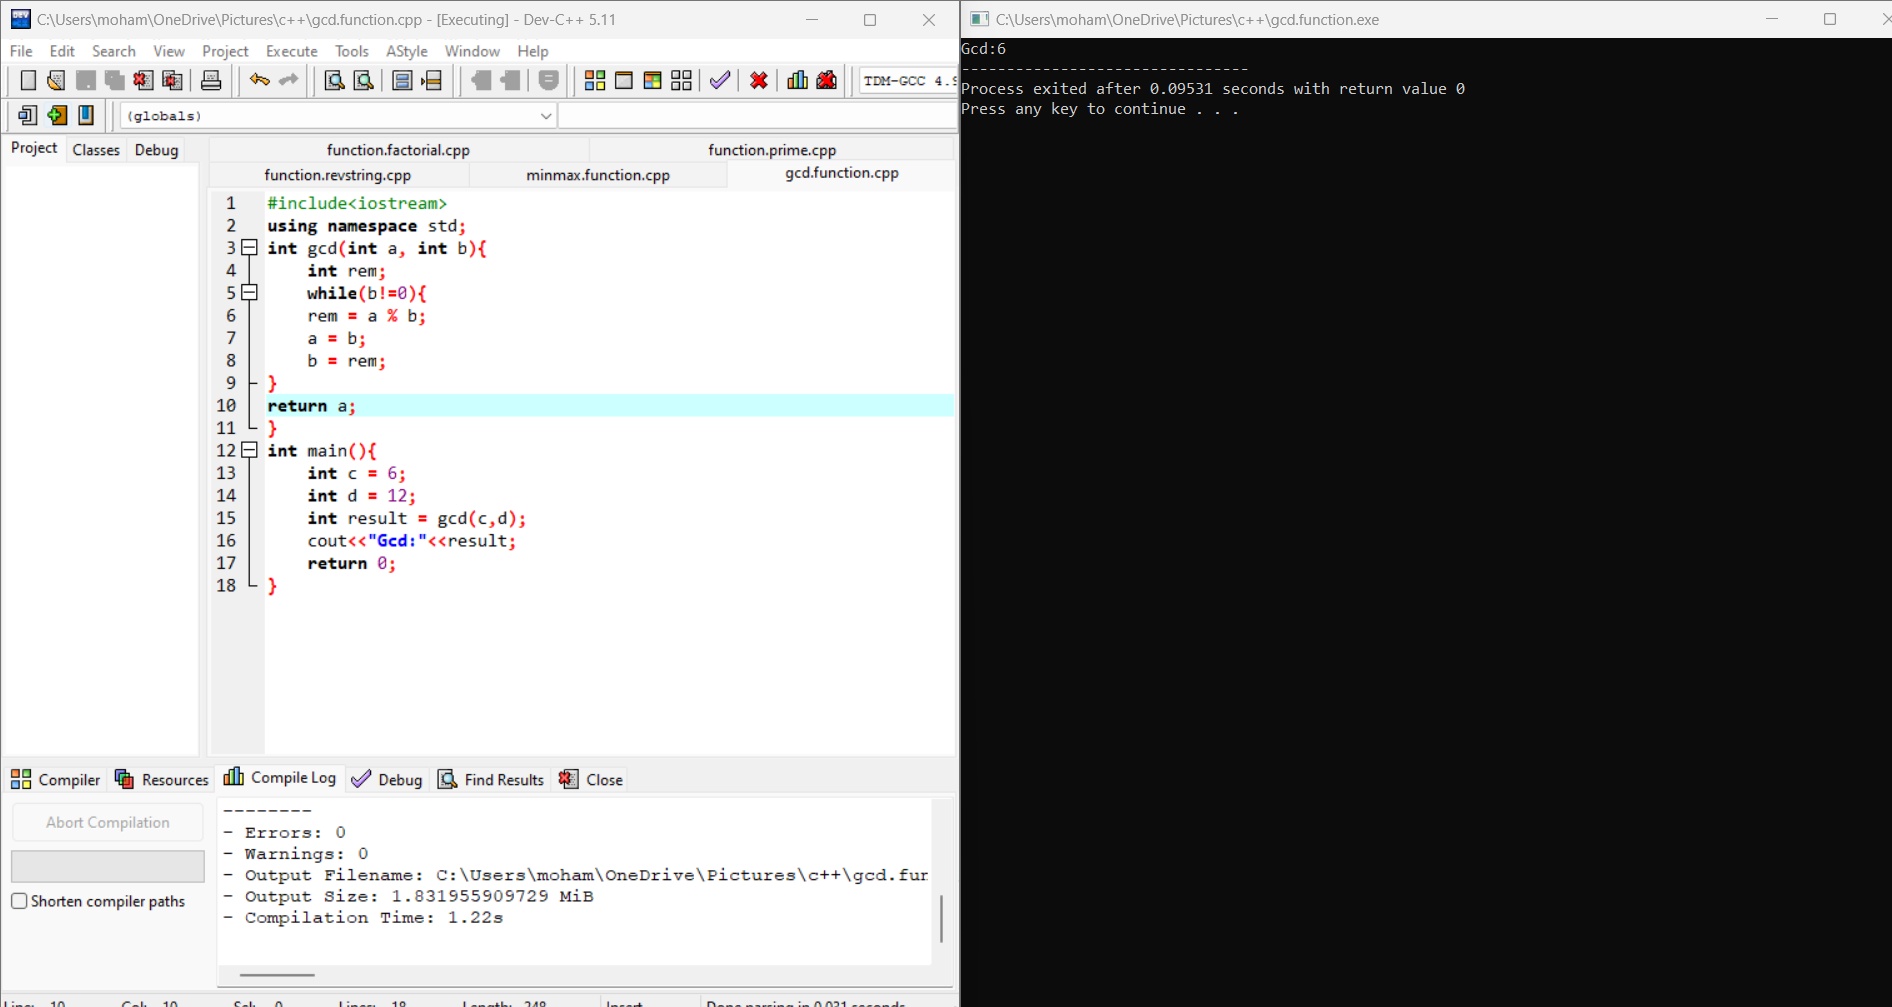 C:\Users\moham\OneDrive\Pictures\c++\gcd.function.cpp - [Executing] - Dev-C++ 5.11
File Edit Search View Project Execute Tools AStyle Window Help
TDM-GCC 4.9
(globals)
Project Classes Debug
function.factorial.cpp function.prime.cpp
function.revstring.cpp minmax.function.cpp gcd.function.cpp
1 #include<iostream>
2 using namespace std;
3 int gcd(int a, int b){
4 int rem;
5 while(b!=0){
6 rem = a % b;
7 a = b;
8 b = rem;
9 }
10 return a;
11 }
12 int main(){
13 int c = 6;
14 int d = 12;
15 int result = gcd(c,d);
16 cout<<"Gcd:"<<result;
17 return 0;
18 }
Compiler Resources Compile Log Debug Find Results Close
Abort Compilation
Shorten compiler paths
--------
- Errors: 0
- Warnings: 0
- Output Filename: C:\Users\moham\OneDrive\Pictures\c++\gcd.fur
- Output Size: 1.831955909729 MiB
- Compilation Time: 1.22s
Line: 10 Col: 10 Sel: 0 Lines: 18 Length: 248 Insert Done parsing in 0.031 seconds
C:\Users\moham\OneDrive\Pictures\c++\gcd.function.exe
Gcd:6
--------------------------------
Process exited after 0.09531 seconds with return value 0
Press any key to continue . . .